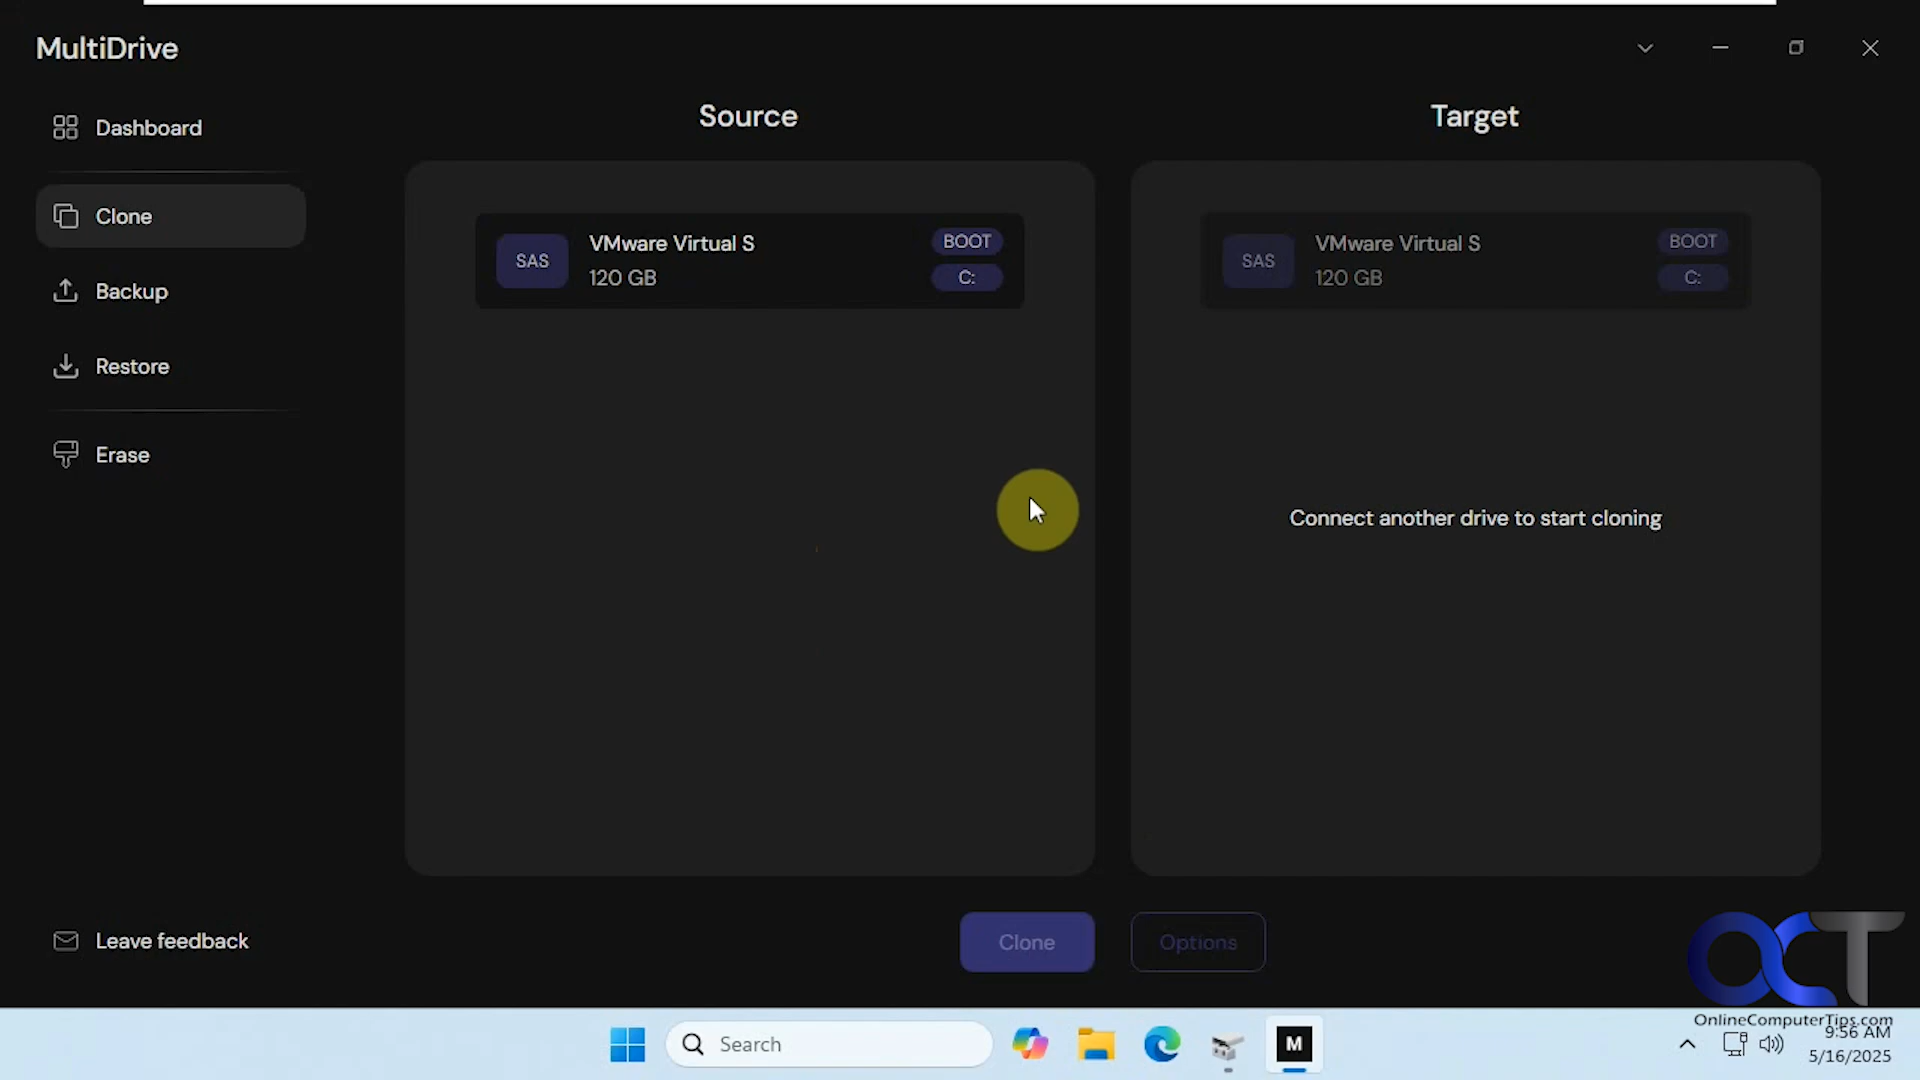 MultiDrive
Dashboard
Clone
Backup
Restore
Erase
Leave feedback
Source
SAS
VMware Virtual S
120 GB
BOOT
C:
Target
SAS
VMware Virtual S
120 GB
BOOT
C:
Connect another drive to start cloning
Clone
Options
OCT
OnlineComputerTips.com
Search
M
9:56 AM
5/16/2025